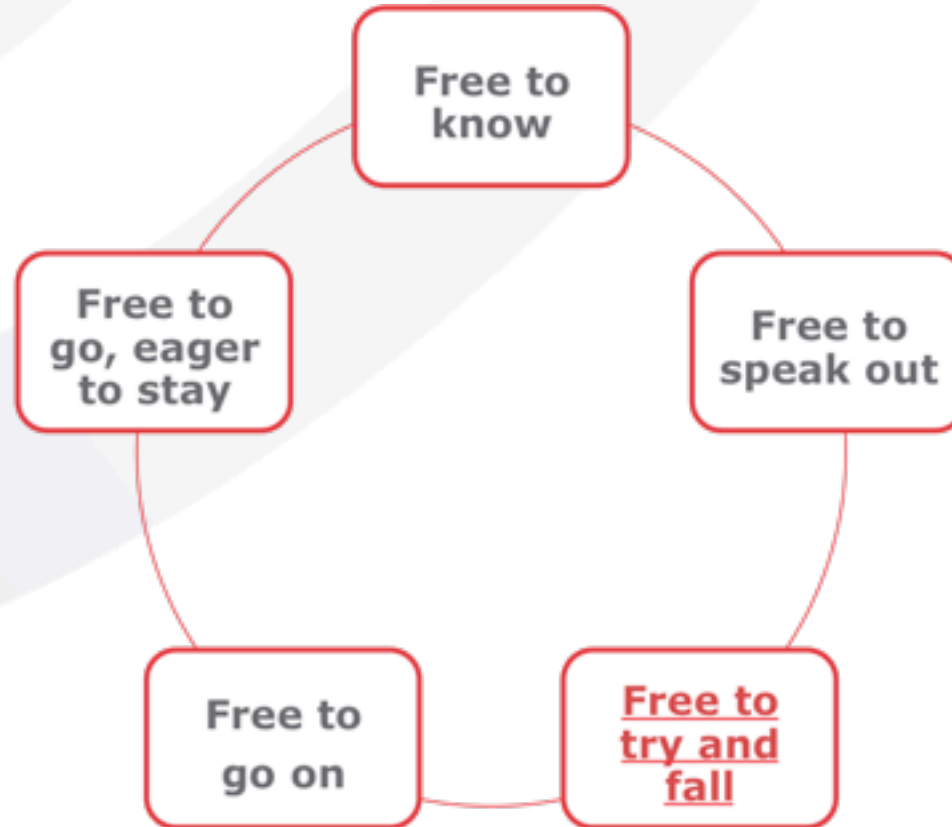 Free to
know
Free to
speak out
Free to
try and
fall
Free to
go on
Free to
go, eager
to stay